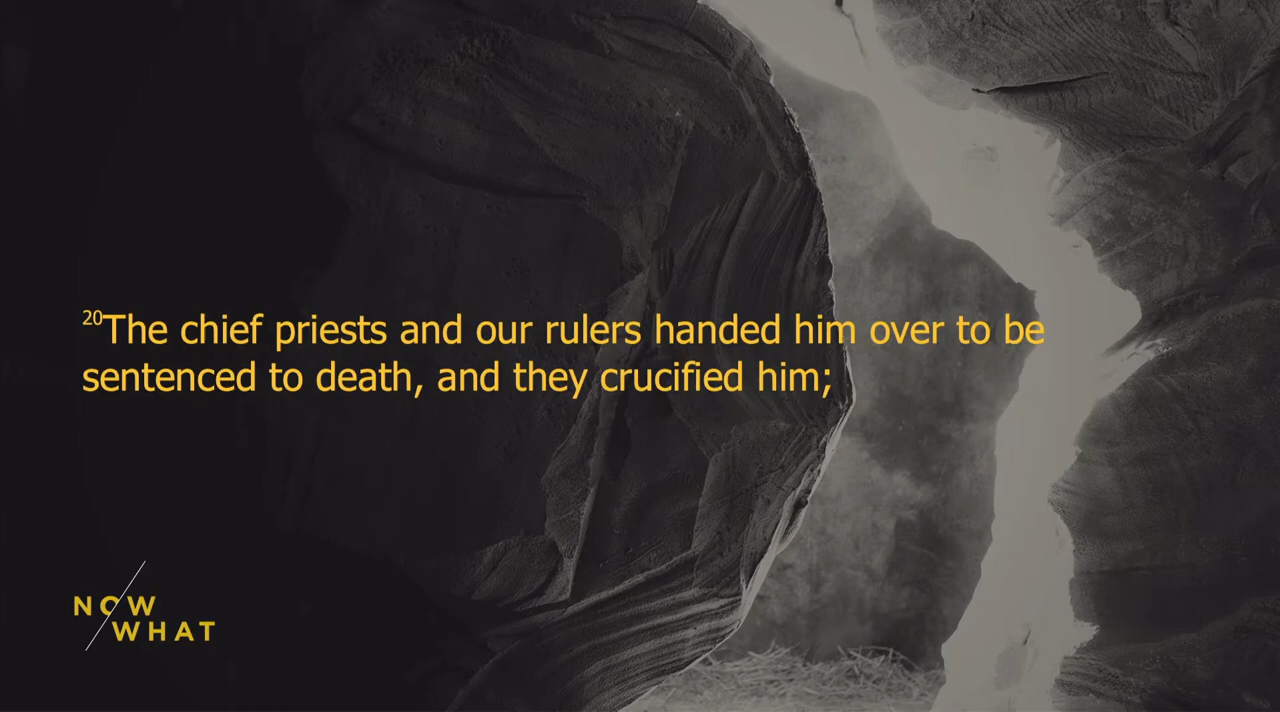 20The chief priests and our rulers handed him over to be
sentenced to death, and they crucified him;
NOW
WHAT